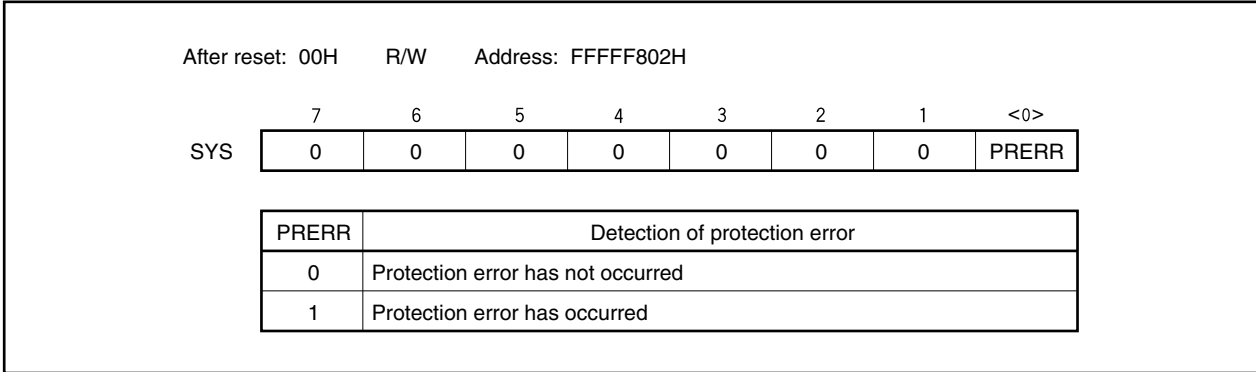 After reset: 00H R/W Address: FFFFF802H
7 6 5 4 3 2 1 <0>
SYS 0 0 0 0 0 0 0 PRERR
PRERR Detection of protection error
0 Protection error has not occurred
1 Protection error has occurred